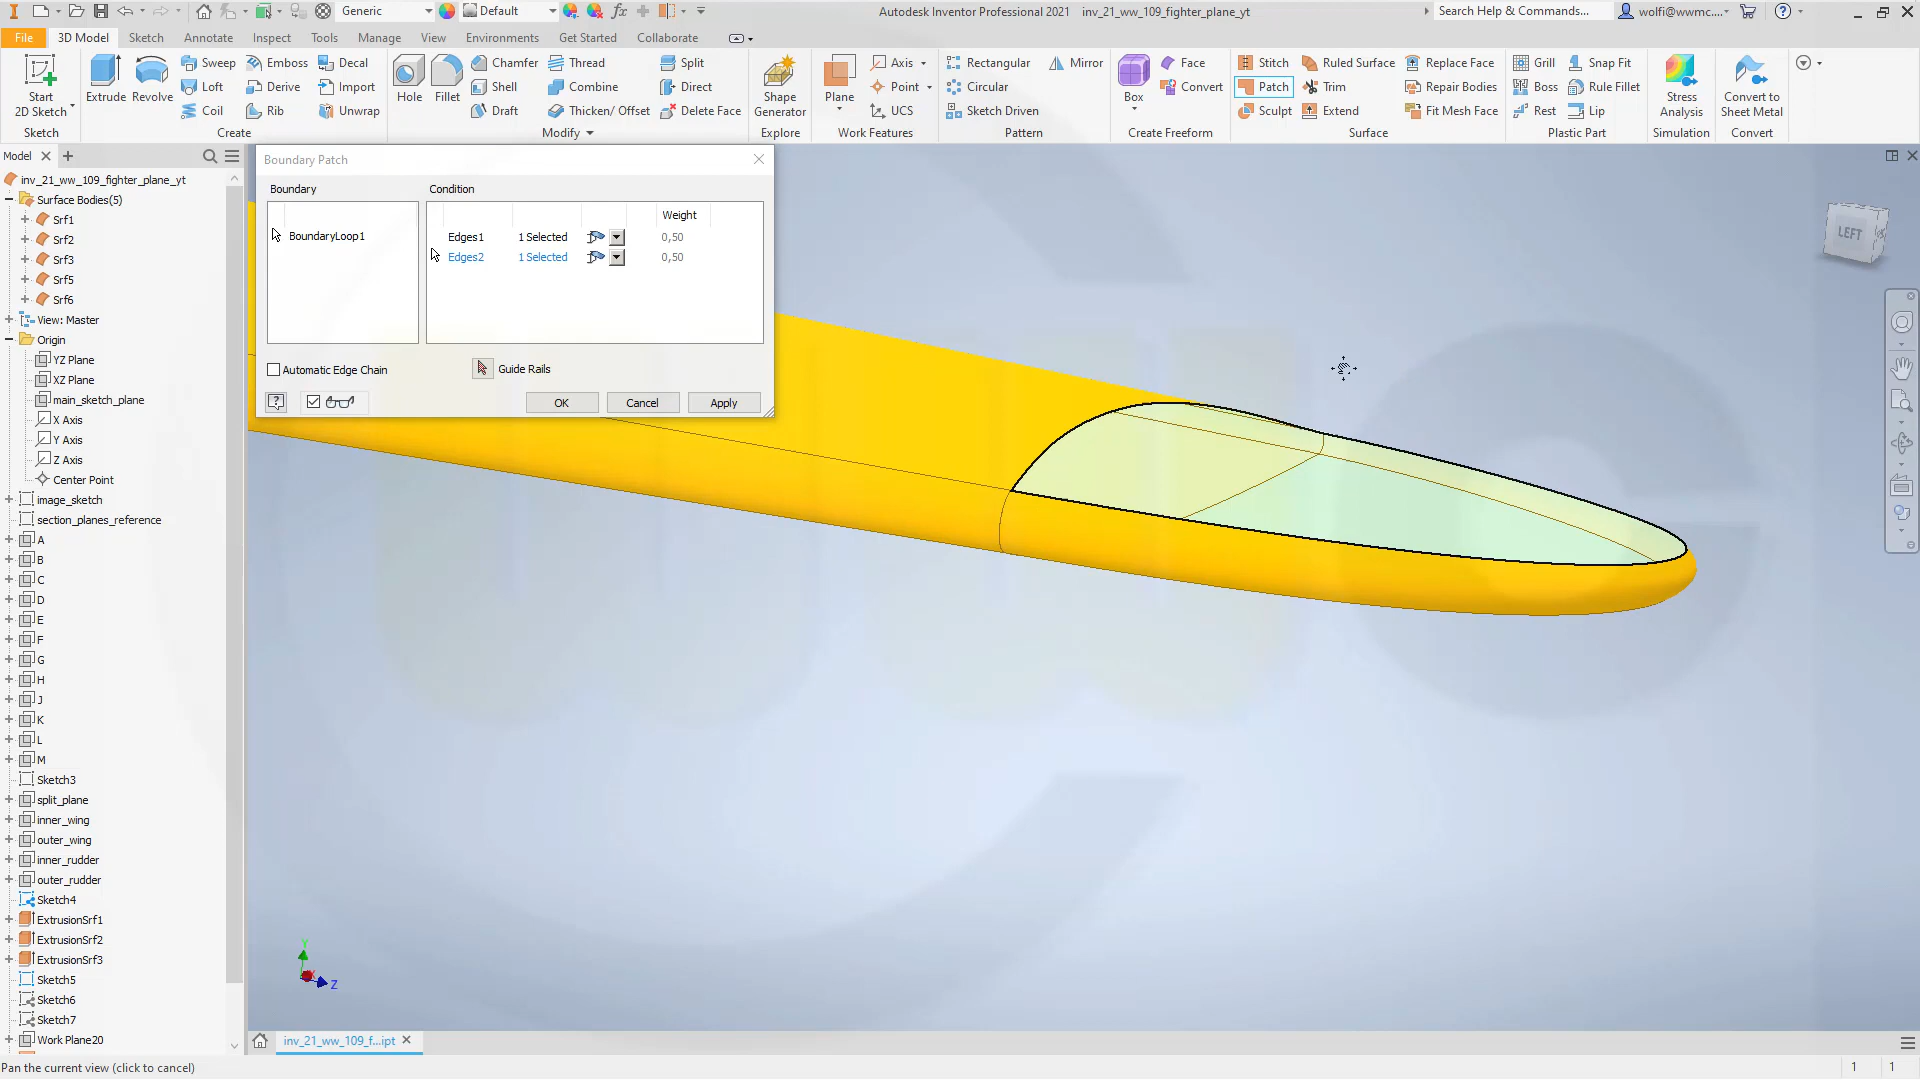 Generic
Default
Autodesk Inventor Professional 2021 inv_21_ww_109_fighter_plane_yt
Search Help & Commands...
wolfi@wwmc....
File 3D Model Sketch Annotate Inspect Tools Manage View Environments Get Started Collaborate
Start
2D Sketch
Sketch
Extrude
Revolve
Sweep
Loft
Coil
Emboss
Derive
Rib
Decal
Import
Unwrap
Create
Hole
Fillet
Chamfer
Shell
Draft
Thread
Combine
Thicken/ Offset
Split
Direct
Delete Face
Modify
Shape
Generator
Explore
Plane
Axis
Point
UCS
Work Features
Rectangular
Circular
Sketch Driven
Mirror
Pattern
Box
Face
Convert
Create Freeform
Stitch
Patch
Sculpt
Ruled Surface
Trim
Extend
Replace Face
Repair Bodies
Fit Mesh Face
Surface
Grill
Boss
Rest
Snap Fit
Rule Fillet
Lip
Plastic Part
Stress
Analysis
Simulation
Convert to
Sheet Metal
Convert
Model
inv_21_ww_109_fighter_plane_yt
Surface Bodies(5)
Srf1
Srf2
Srf3
Srf5
Srf6
View: Master
Origin
YZ Plane
XZ Plane
main_sketch_plane
X Axis
Y Axis
Z Axis
Center Point
image_sketch
section_planes_reference
A
B
C
D
E
F
G
H
J
K
L
M
Sketch3
split_plane
inner_wing
outer_wing
inner_rudder
outer_rudder
Sketch4
ExtrusionSrf1
ExtrusionSrf2
ExtrusionSrf3
Sketch5
Sketch6
Sketch7
Work Plane20
Boundary Patch
Boundary
Condition
Weight
BoundaryLoop1
Edges1 1 Selected 0,50
Edges2 1 Selected 0,50
Automatic Edge Chain
Guide Rails
OK
Cancel
Apply
LEFT
Y
X
Z
inv_21_ww_109_f...ipt
Pan the current view (click to cancel)
1 1